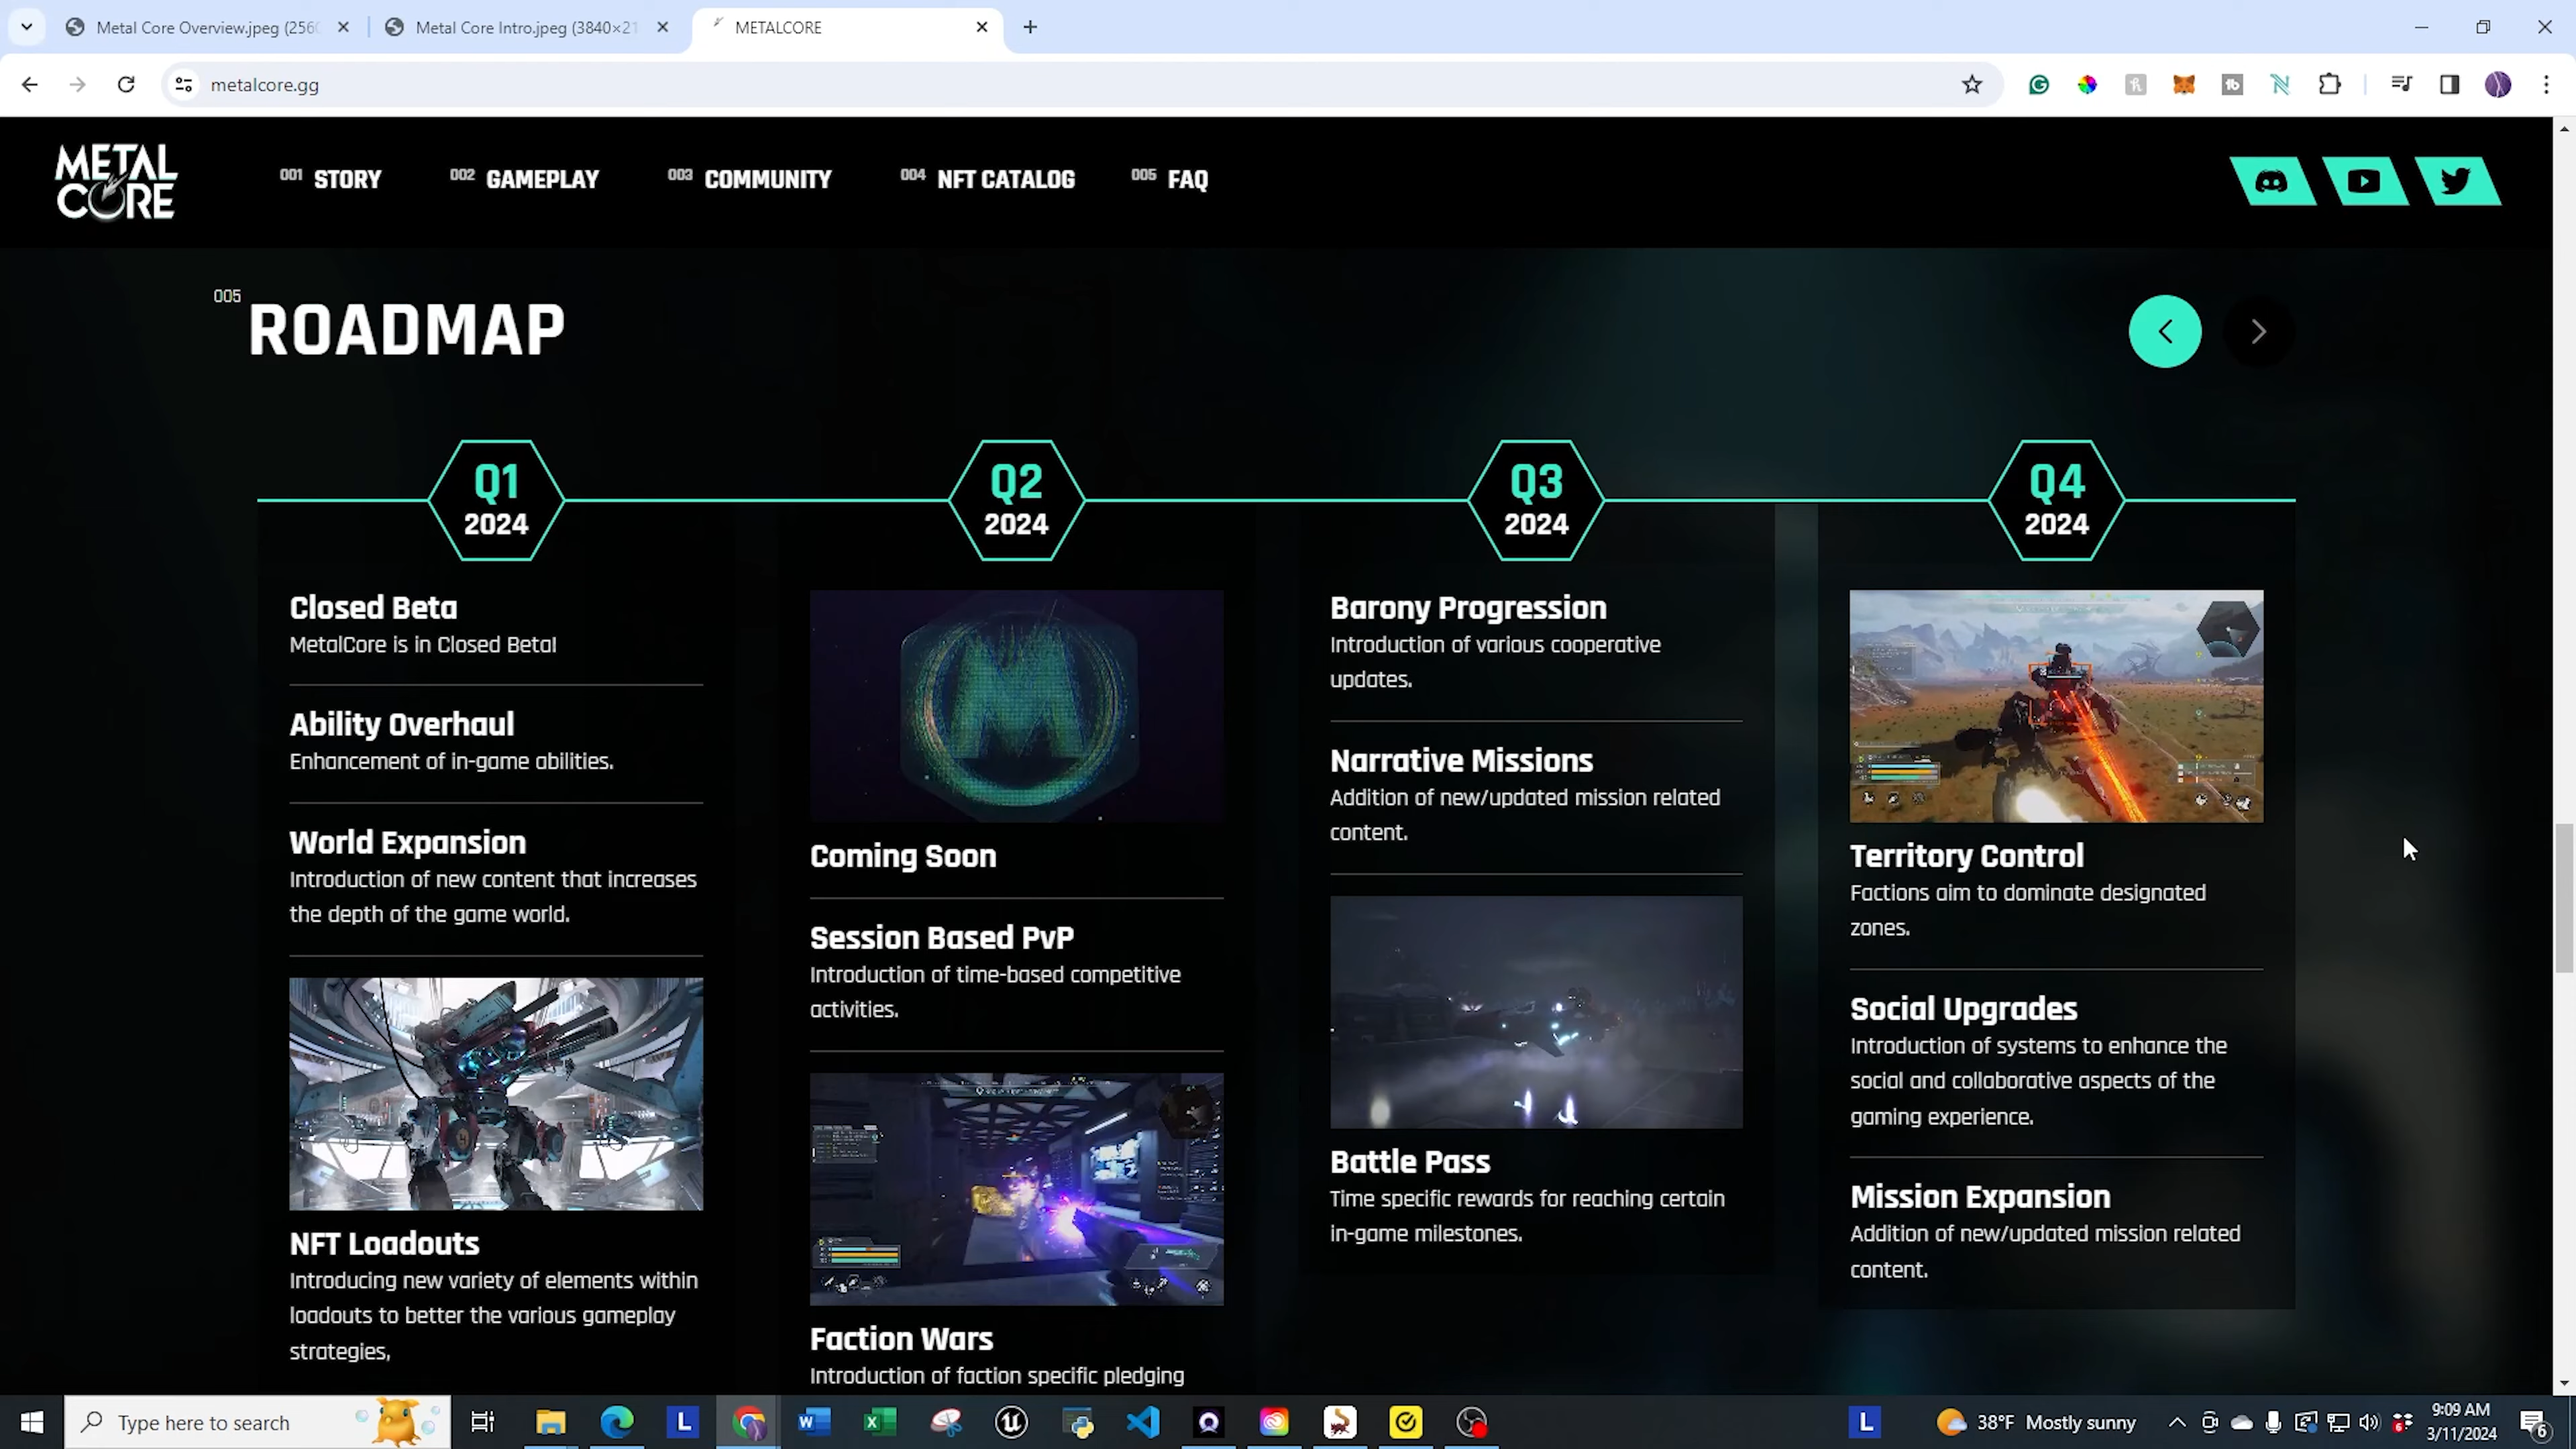 Metal Core Overview.jpeg (256
Metal Core Intro.jpeg (3840×21
METALCORE
metalcore.gg
METAL CORE
001 STORY
002 GAMEPLAY
003 COMMUNITY
004 NFT CATALOG
005 FAQ
005
ROADMAP
Q1
2024
Closed Beta
MetalCore is in Closed Beta!
Ability Overhaul
Enhancement of in-game abilities.
World Expansion
Introduction of new content that increases
the depth of the game world.
NFT Loadouts
Introducing new variety of elements within
loadouts to better the various gameplay
strategies,
Q2
2024
Coming Soon
Session Based PvP
Introduction of time-based competitive
activities.
Faction Wars
Introduction of faction specific pledging
Q3
2024
Barony Progression
Introduction of various cooperative
updates.
Narrative Missions
Addition of new/updated mission related
content.
Battle Pass
Time specific rewards for reaching certain
in-game milestones.
Q4
2024
Territory Control
Factions aim to dominate designated
zones.
Social Upgrades
Introduction of systems to enhance the
social and collaborative aspects of the
gaming experience.
Mission Expansion
Addition of new/updated mission related
content.
Type here to search
38°F Mostly sunny
9:09 AM
3/11/2024
6